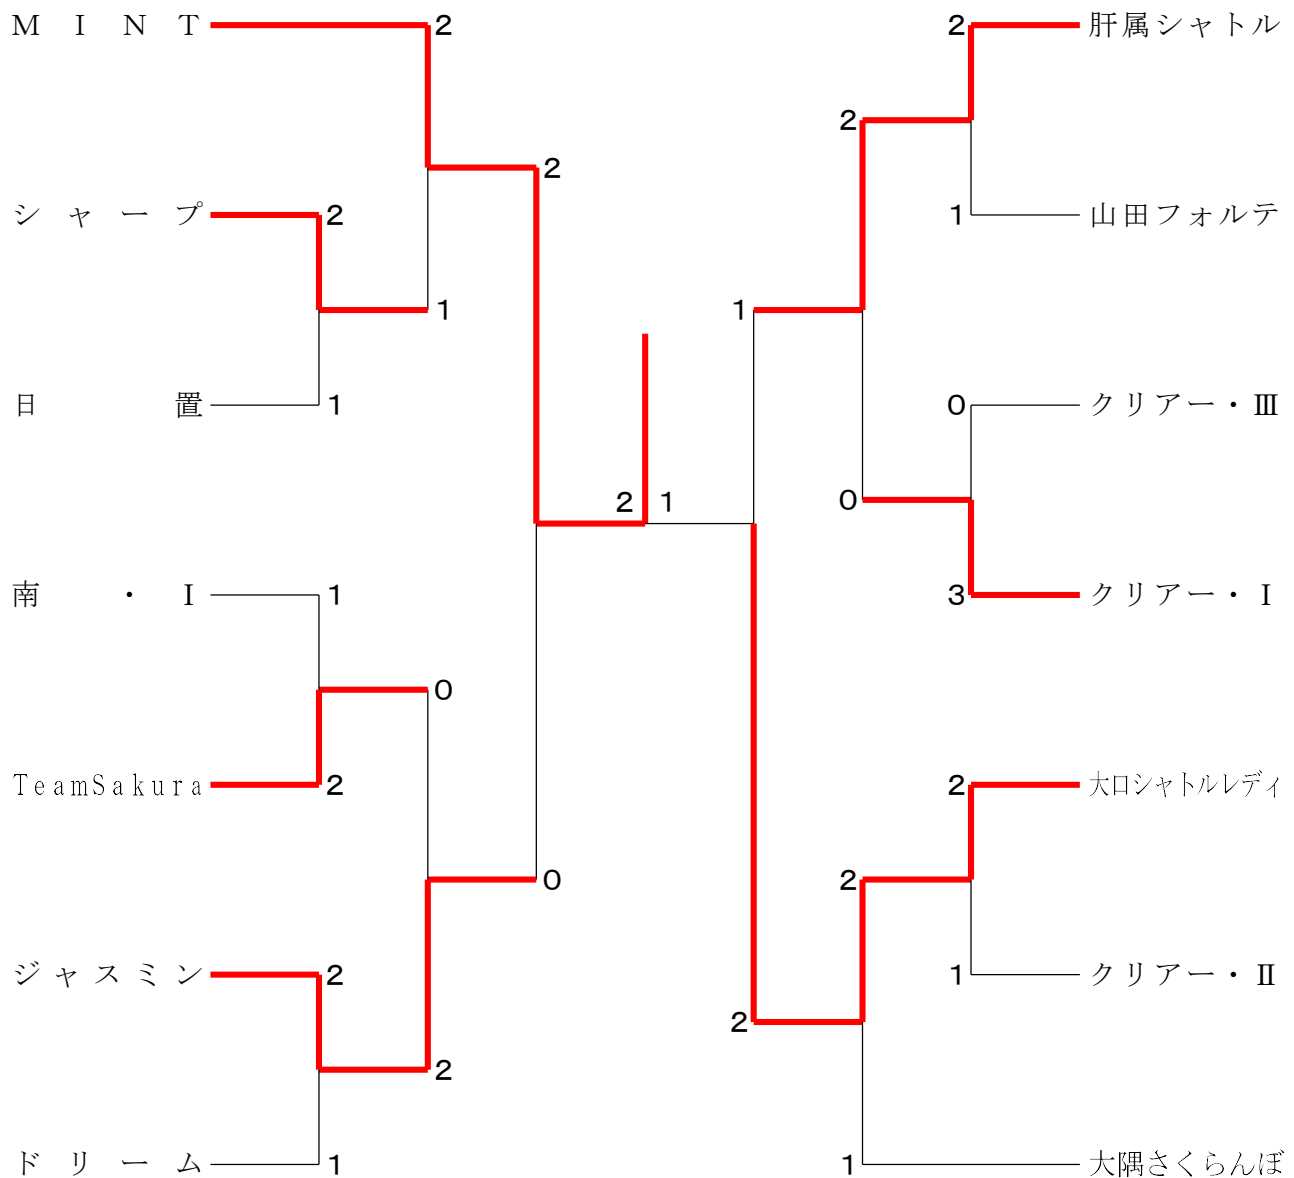 ＭＩＮＴ 2 2 肝属シャトル
2
2
シャープ 2 1 山田フォルテ
1 1
日置 1 0 クリアー・Ⅲ
2 1 0
南・Ⅰ 1 3 クリアー・Ⅰ
0
TeamSakura 2 2 大口シャトルレディ
0 2
ジャスミン 2 1 クリアー・Ⅱ
2
2
ドリーム 1 1 大隅さくらんぼ